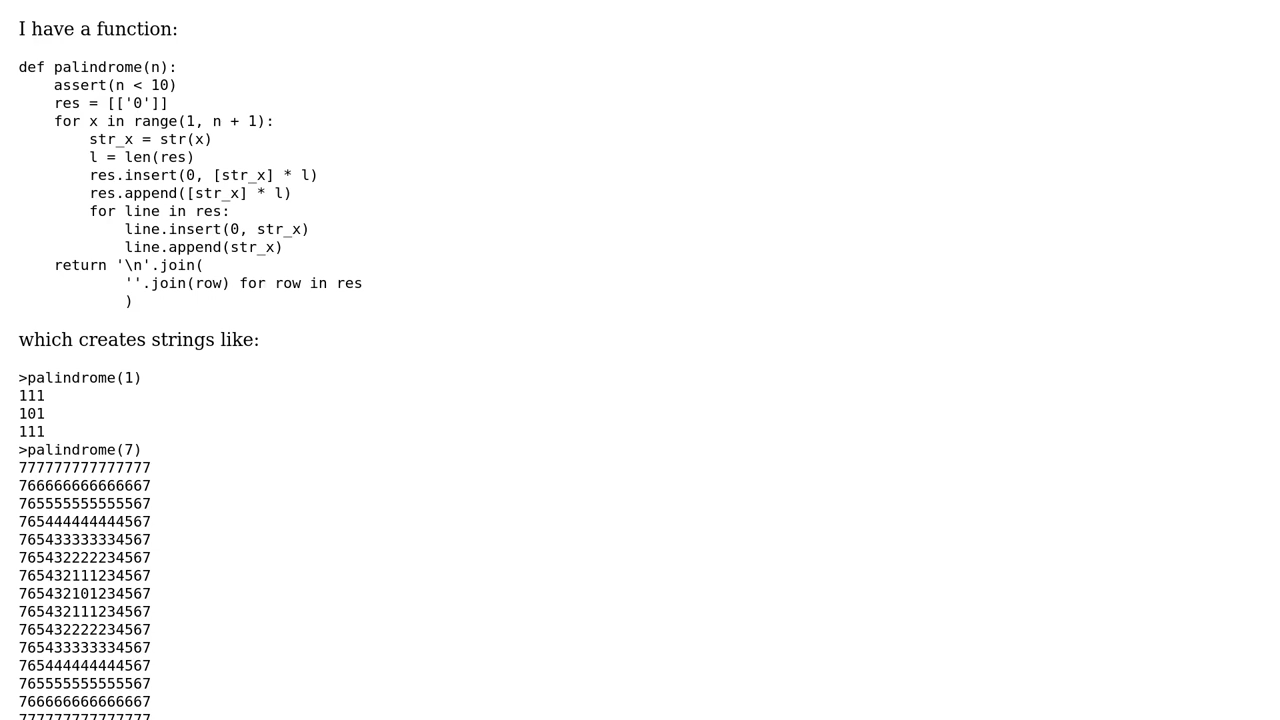 I have a function:
def palindrome(n):
    assert(n < 10)
    res = [['0']]
    for x in range(1, n + 1):
        str_x = str(x)
        l = len(res)
        res.insert(0, [str_x] * l)
        res.append([str_x] * l)
        for line in res:
            line.insert(0, str_x)
            line.append(str_x)
    return '\n'.join(
            ''.join(row) for row in res
            )
which creates strings like:
>palindrome(1)
111
101
111
>palindrome(7)
777777777777777
766666666666667
765555555555567
765444444444567
765433333334567
765432222234567
765432111234567
765432101234567
765432111234567
765432222234567
765433333334567
765444444444567
765555555555567
766666666666667
777777777777777